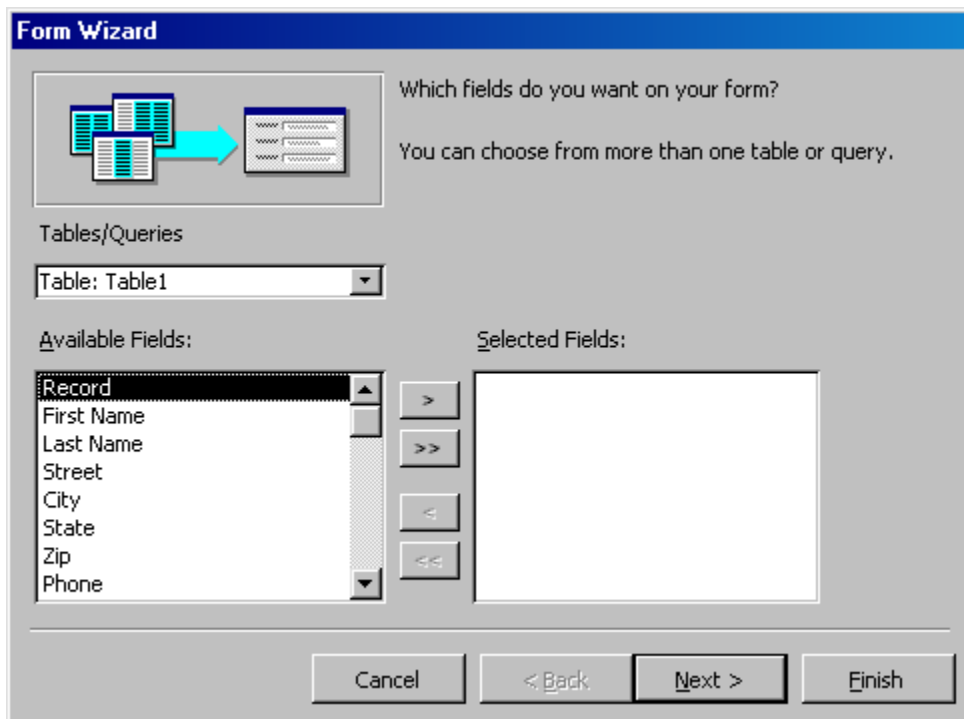 Form Wizard
Which fields do you want on your form?
You can choose from more than one table or query.
Tables/Queries
Table: Table1
Available Fields:
Selected Fields:
Record
First Name
Last Name
Street
City
State
Zip
Phone
>
>>
<
<<
Cancel
< Back
Next >
Finish